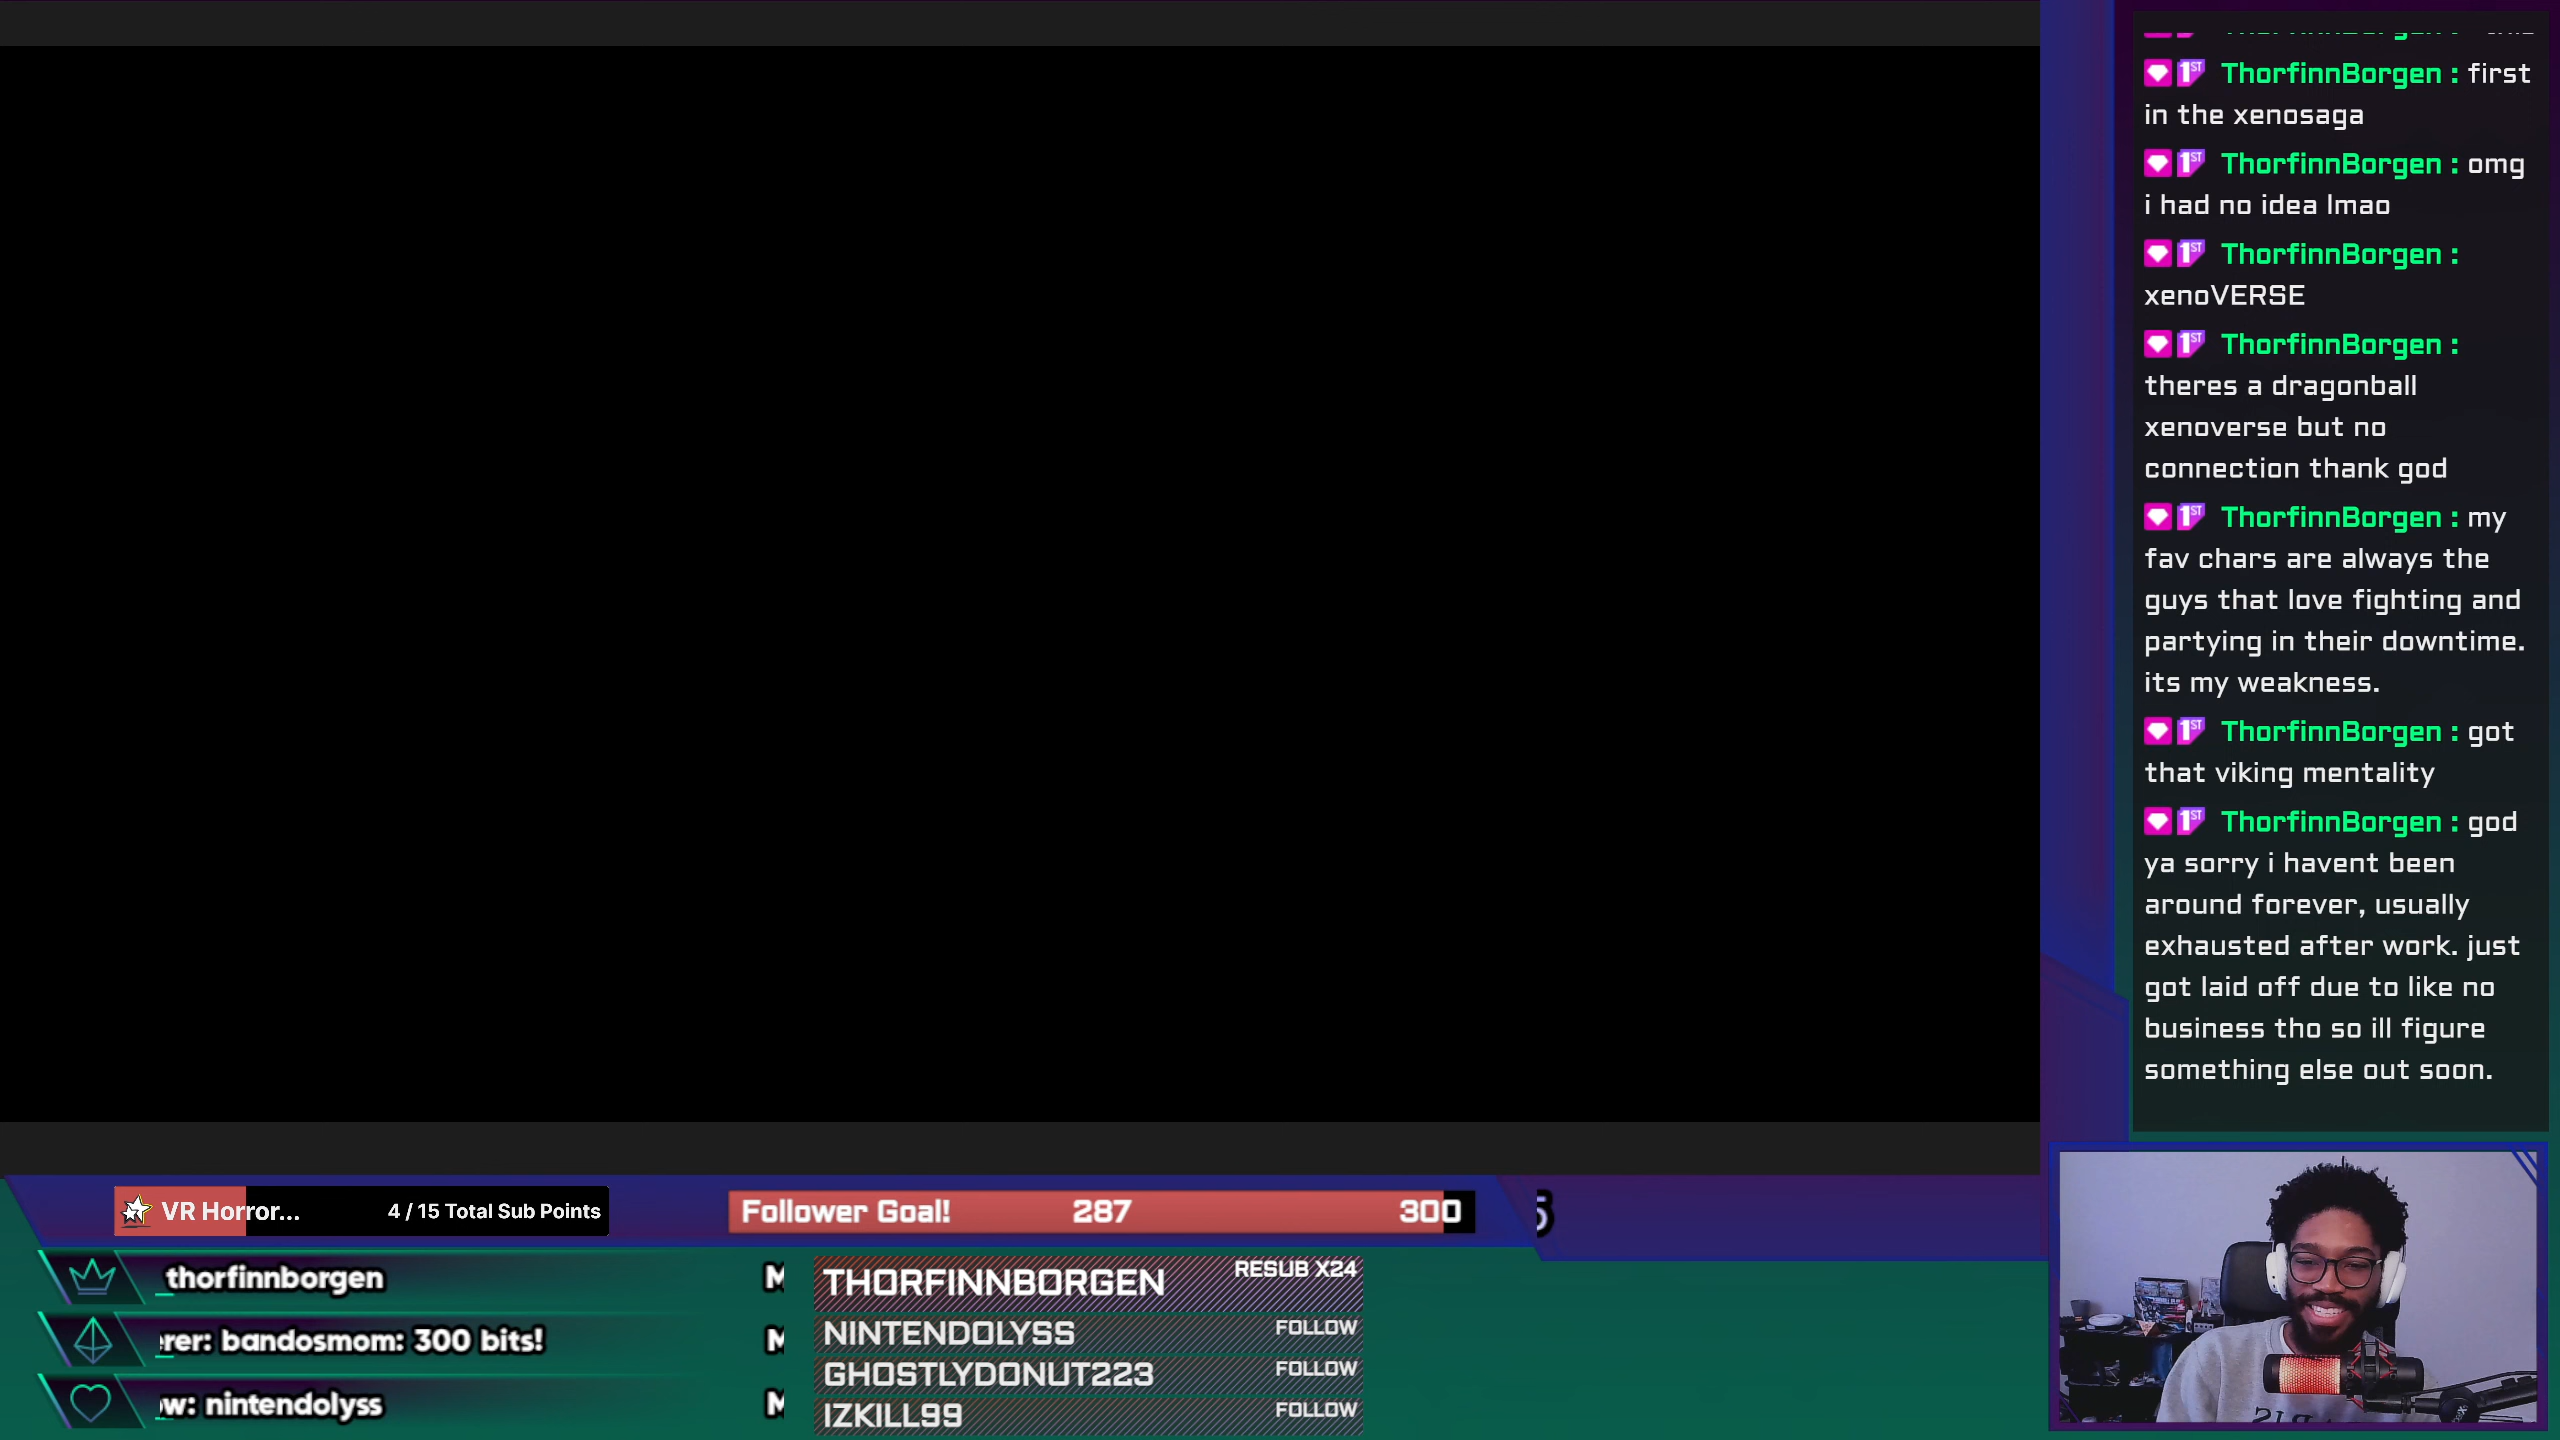 ThorfinnBorgen : first
in the xenosaga
ThorfinnBorgen : omg
i had no idea lmao
ThorfinnBorgen :
xenoVERSE
ThorfinnBorgen :
theres a dragonball
xenoverse but no
connection thank god
ThorfinnBorgen : my
fav chars are always the
guys that love fighting and
partying in their downtime.
its my weakness.
ThorfinnBorgen : got
that viking mentality
ThorfinnBorgen : god
ya sorry i havent been
around forever, usually
exhausted after work. just
got laid off due to like no
business tho so ill figure
something else out soon.
VR Horror... 4 / 15 Total Sub Points
Follower Goal! 287 300
thorfinnborgen
rer: bandosmom: 300 bits!
w: nintendolyss
THORFINNBORGEN RESUB X24
NINTENDOLYSS FOLLOW
GHOSTLYDONUT223 FOLLOW
IZKILL99 FOLLOW